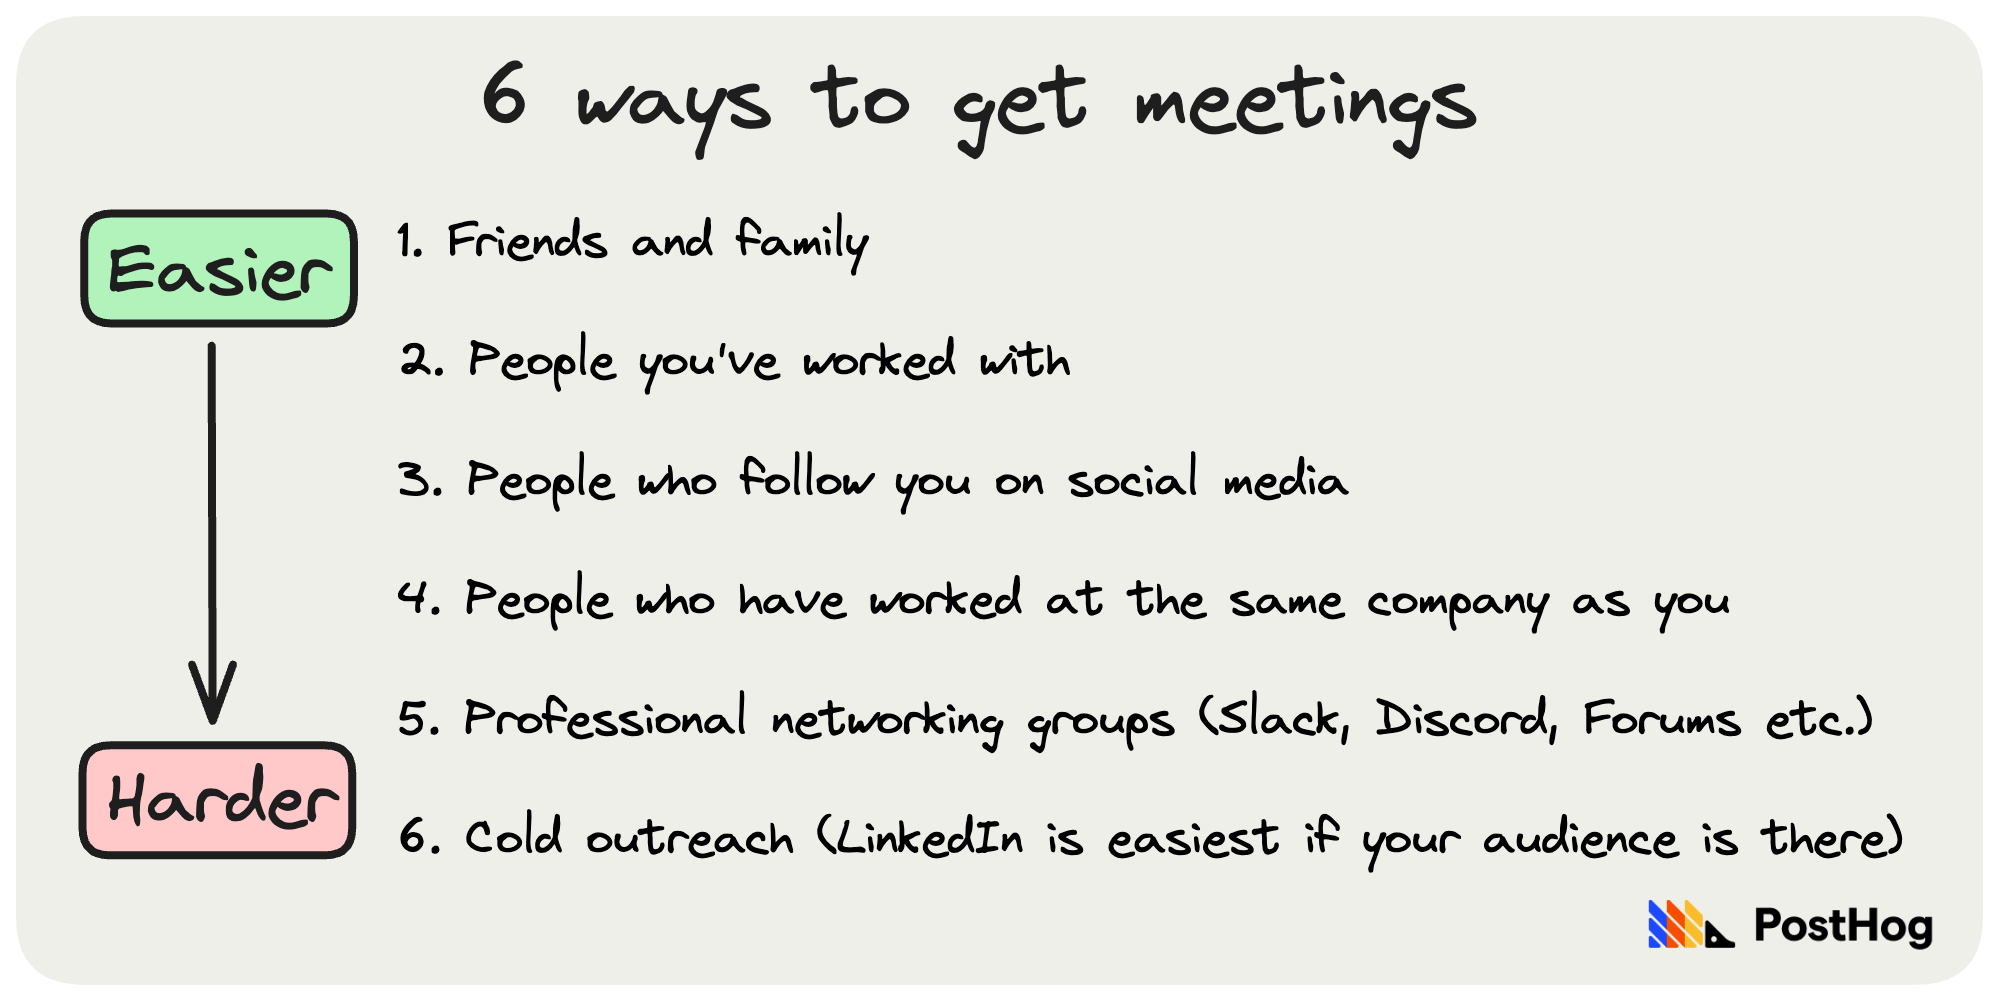 6 ways to get meetings
Easier
1. Friends and family
2. People you've worked with
3. People who follow you on social media
4. People who have worked at the same company as you
5. Professional networking groups (Slack, Discord, Forums etc.)
Harder
6. Cold outreach (LinkedIn is easiest if your audience is there)
PostHog